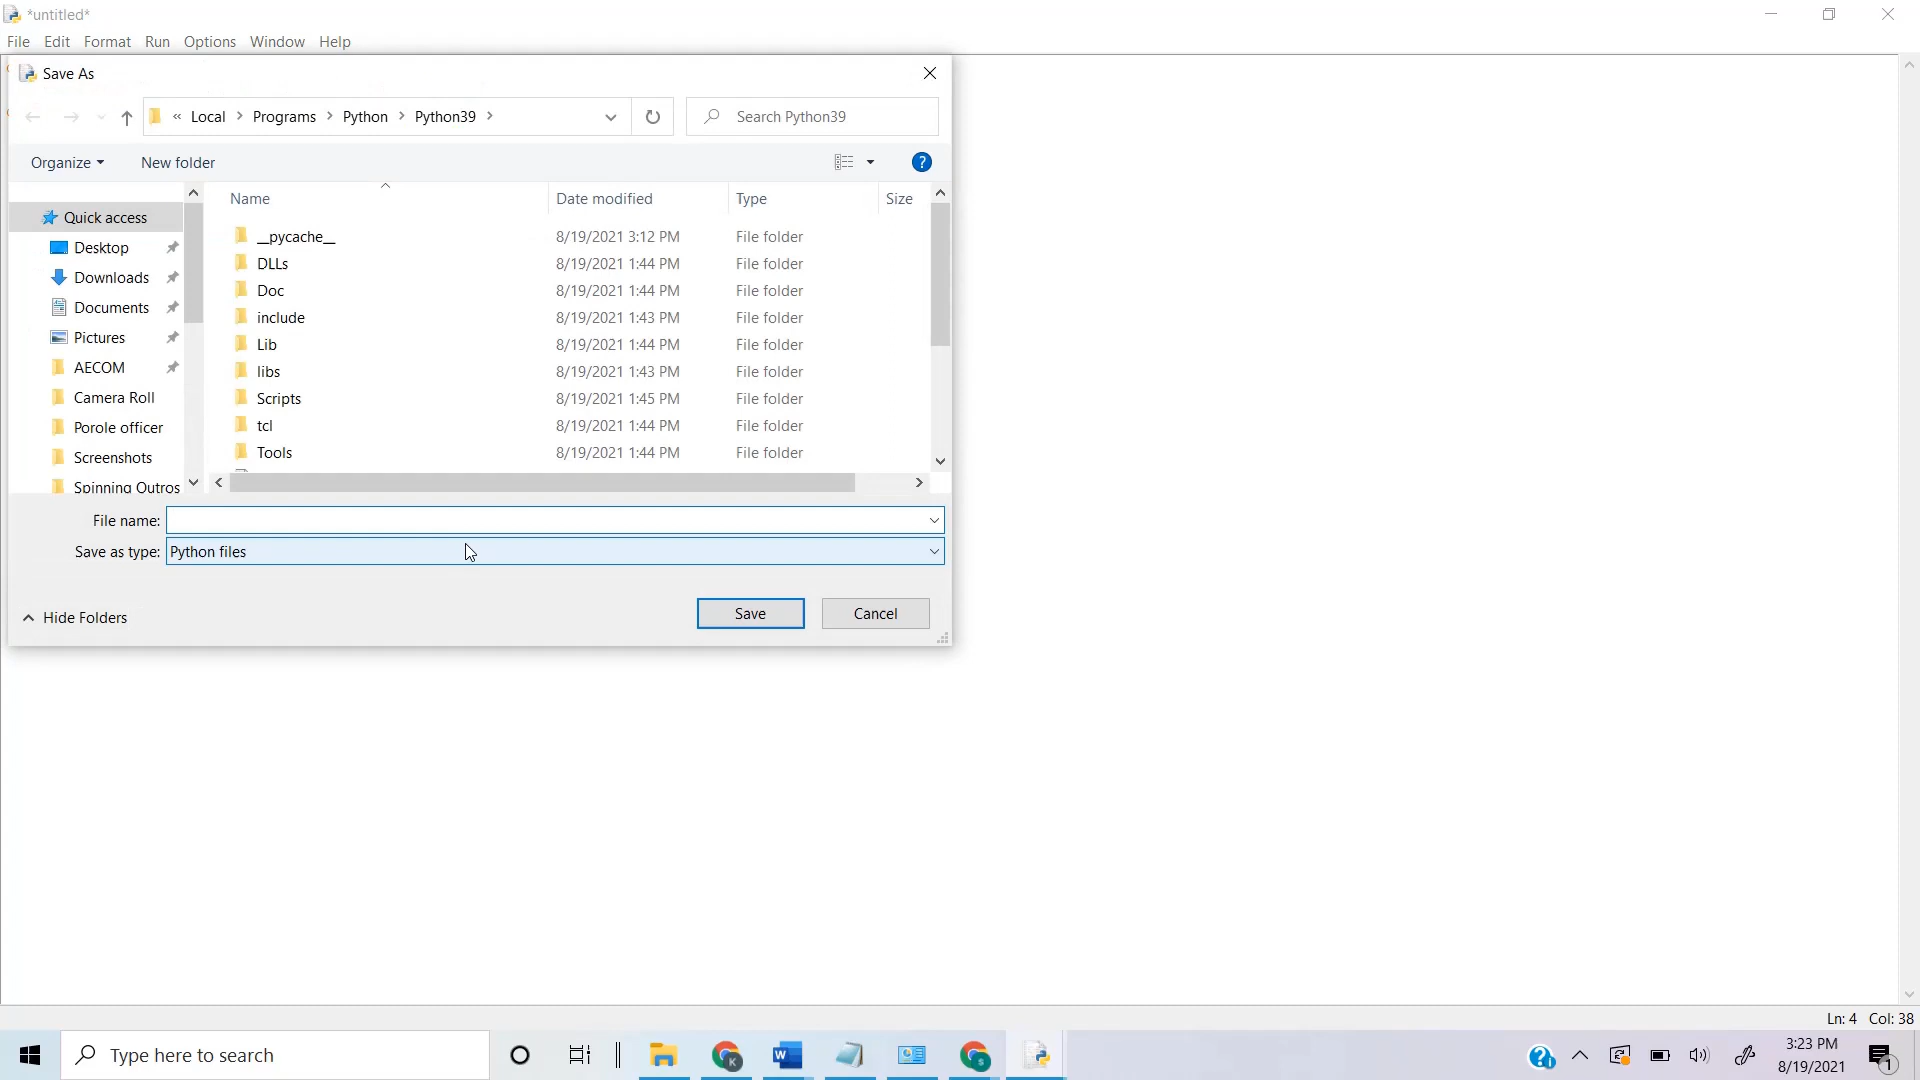 *untitled*
File Edit Format Run Options Window Help
Save As
« Local > Programs > Python > Python39 >
Search Python39
Organize New folder
?
Name Date modified Type Size
Quick access
Desktop
Downloads
Documents
Pictures
AECOM
Camera Roll
Porole officer
Screenshots
Spinning Outros
__pycache__ 8/19/2021 3:12 PM File folder
DLLs 8/19/2021 1:44 PM File folder
Doc 8/19/2021 1:44 PM File folder
include 8/19/2021 1:43 PM File folder
Lib 8/19/2021 1:44 PM File folder
libs 8/19/2021 1:43 PM File folder
Scripts 8/19/2021 1:45 PM File folder
tcl 8/19/2021 1:44 PM File folder
Tools 8/19/2021 1:44 PM File folder
File name:
Save as type: Python files
Hide Folders
Save Cancel
Ln: 4 Col: 38
Type here to search
3:23 PM
8/19/2021
1